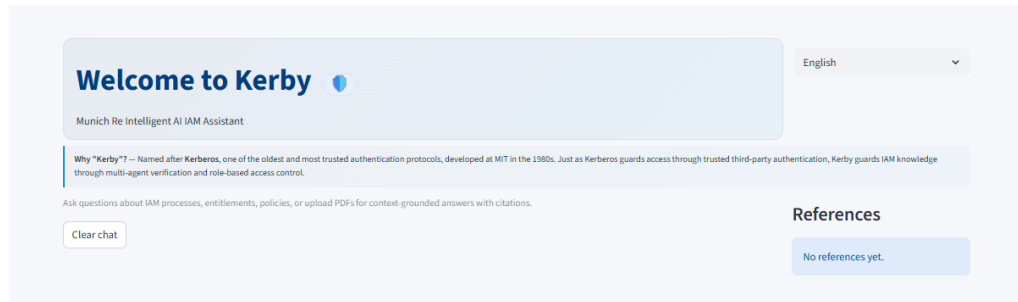 Welcome to Kerby
English
Munich Re Intelligent AI IAM Assistant
Why "Kerby"? — Named after Kerberos, one of the oldest and most trusted authentication protocols, developed at MIT in the 1980s. Just as Kerberos guards access through trusted third-party authentication, Kerby guards IAM knowledge
through multi-agent verification and role-based access control.
Ask questions about IAM processes, entitlements, policies, or upload PDFs for context-grounded answers with citations.
Clear chat
References
No references yet.